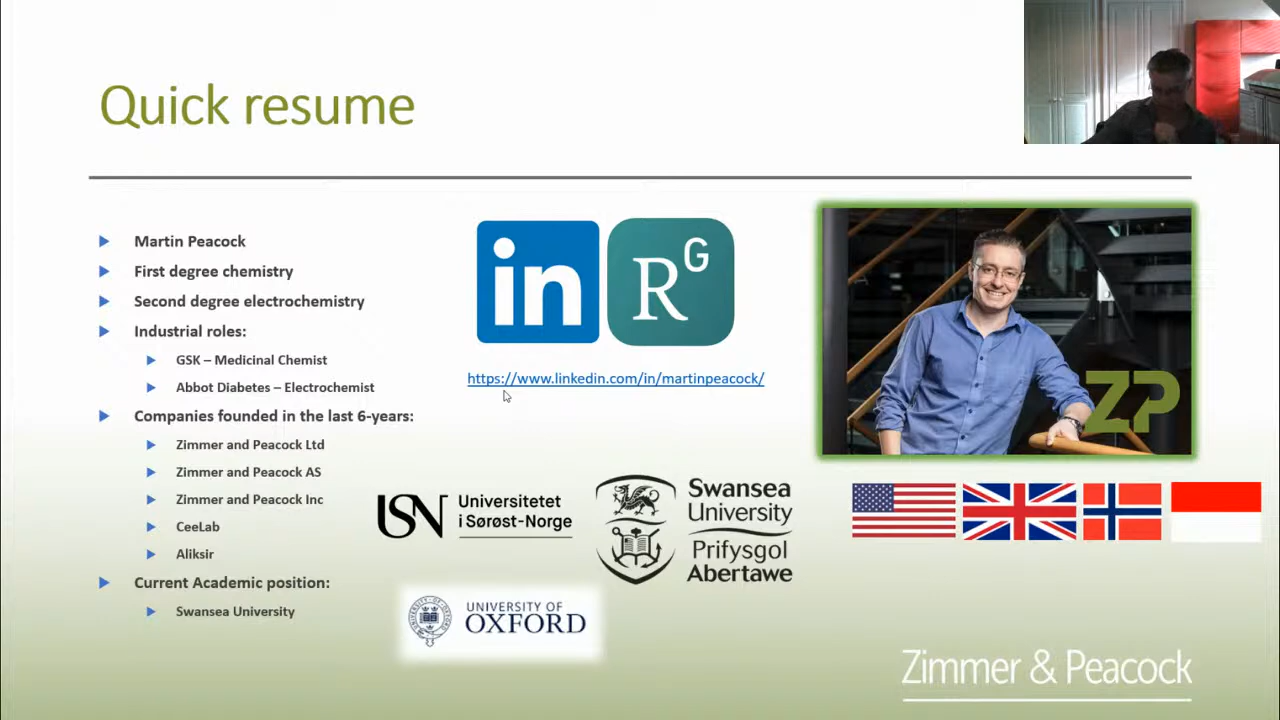 Quick resume
Martin Peacock
First degree chemistry
Second degree electrochemistry
Industrial roles:
GSK – Medicinal Chemist
Abbot Diabetes – Electrochemist
Companies founded in the last 6-years:
Zimmer and Peacock Ltd
Zimmer and Peacock AS
Zimmer and Peacock Inc
CeeLab
Aliksir
Current Academic position:
Swansea University
in
RG
https://www.linkedin.com/in/martinpeacock/
ZP
USN
Universitetet
i Sørøst-Norge
Swansea
University
Prifysgol
Abertawe
UNIVERSITY OF
OXFORD
Zimmer & Peacock